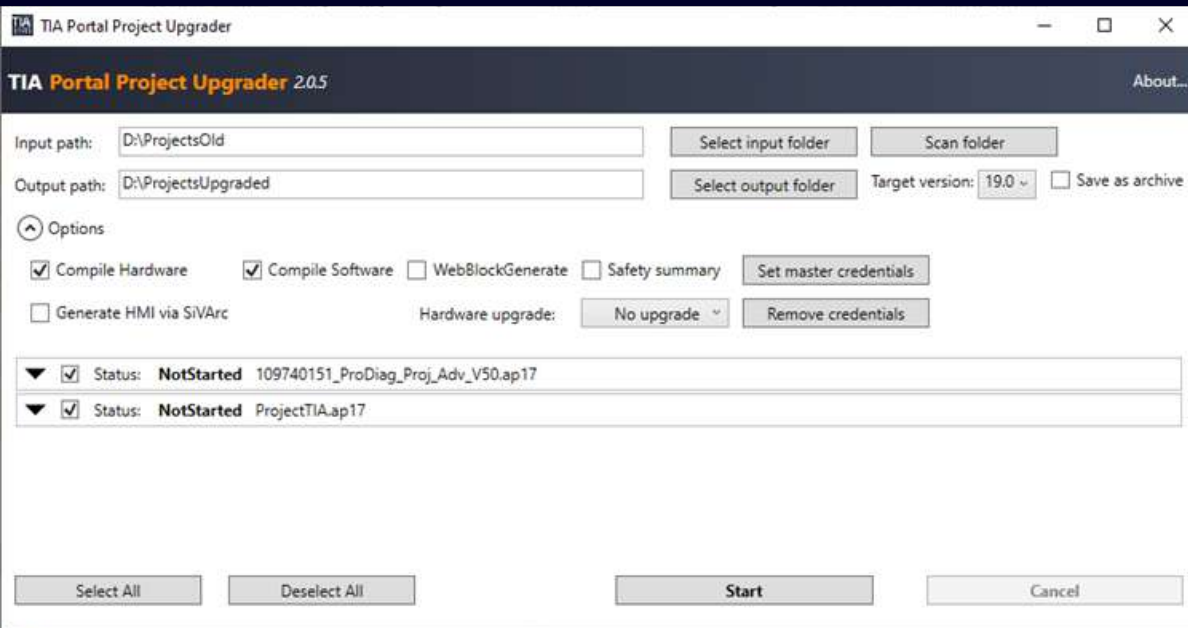 TIA Portal Project Upgrader
TIA Portal Project Upgrader 2.0.5 About...
Input path: D:\ProjectsOld Select input folder Scan folder
Output path: D:\ProjectsUpgraded Select output folder Target version: 19.0 Save as archive
Options
Compile Hardware Compile Software WebBlockGenerate Safety summary Set master credentials
Generate HMI via SiVArc Hardware upgrade: No upgrade Remove credentials
Status: NotStarted 109740151_ProDiag_Proj_Adv_V50.ap17
Status: NotStarted ProjectTIA.ap17
Select All Deselect All Start Cancel